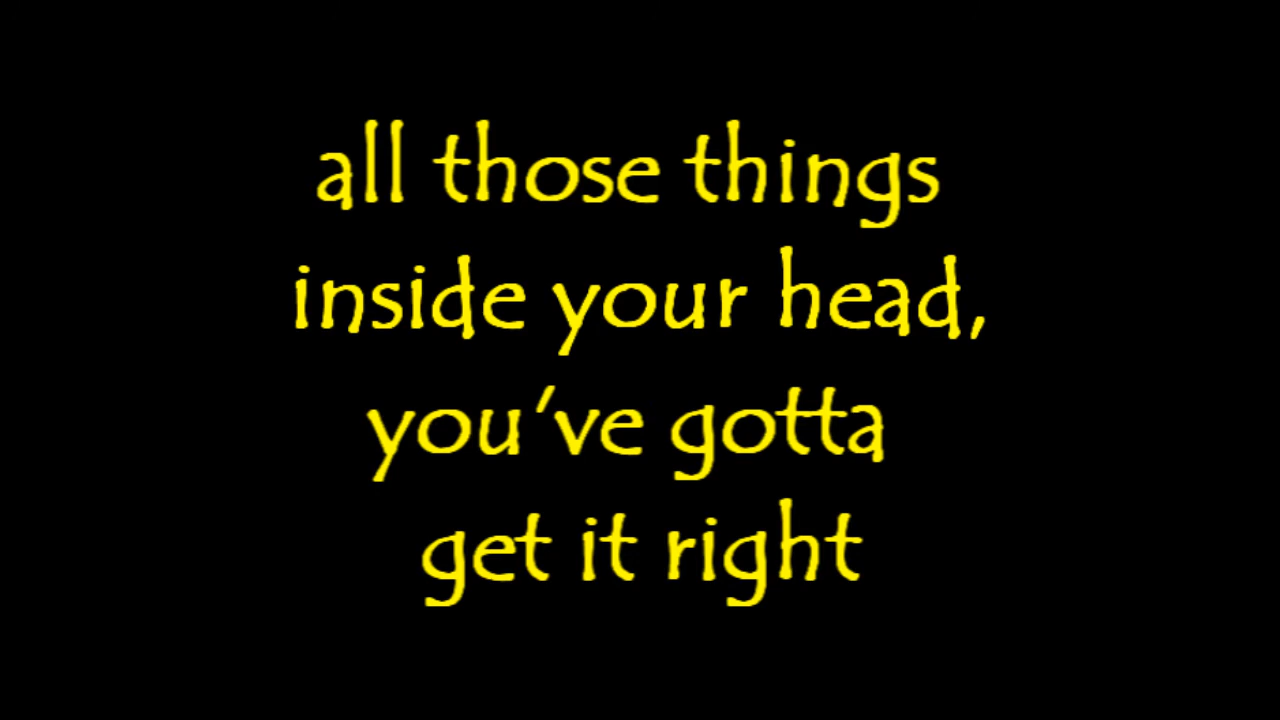 all those things
inside your head,
you've gotta
get it right